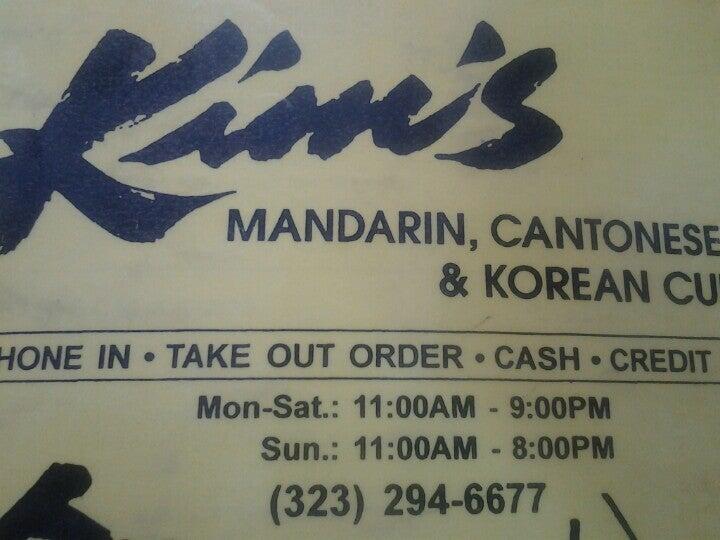 Kim's
MANDARIN, CANTONESE
& KOREAN CU
HONE IN • TAKE OUT ORDER • CASH • CREDIT
Mon-Sat.: 11:00AM - 9:00PM
Sun.: 11:00AM - 8:00PM
(323) 294-6677